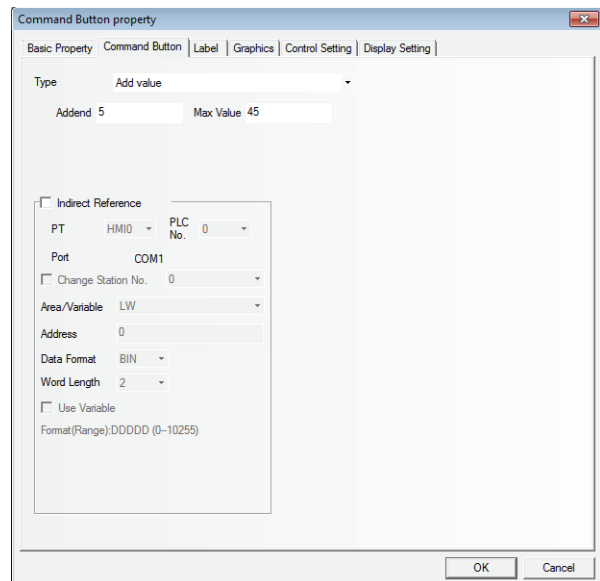 Command Button property
Basic Property Command Button Label Graphics Control Setting Display Setting
Type Add value
Addend 5 Max Value 45
Indirect Reference
PT HMI0 PLC No. 0
Port COM1
Change Station No. 0
Area/Variable LW
Address 0
Data Format BIN
Word Length 2
Use Variable
Format(Range):DDDDD (0--10255)
OK Cancel